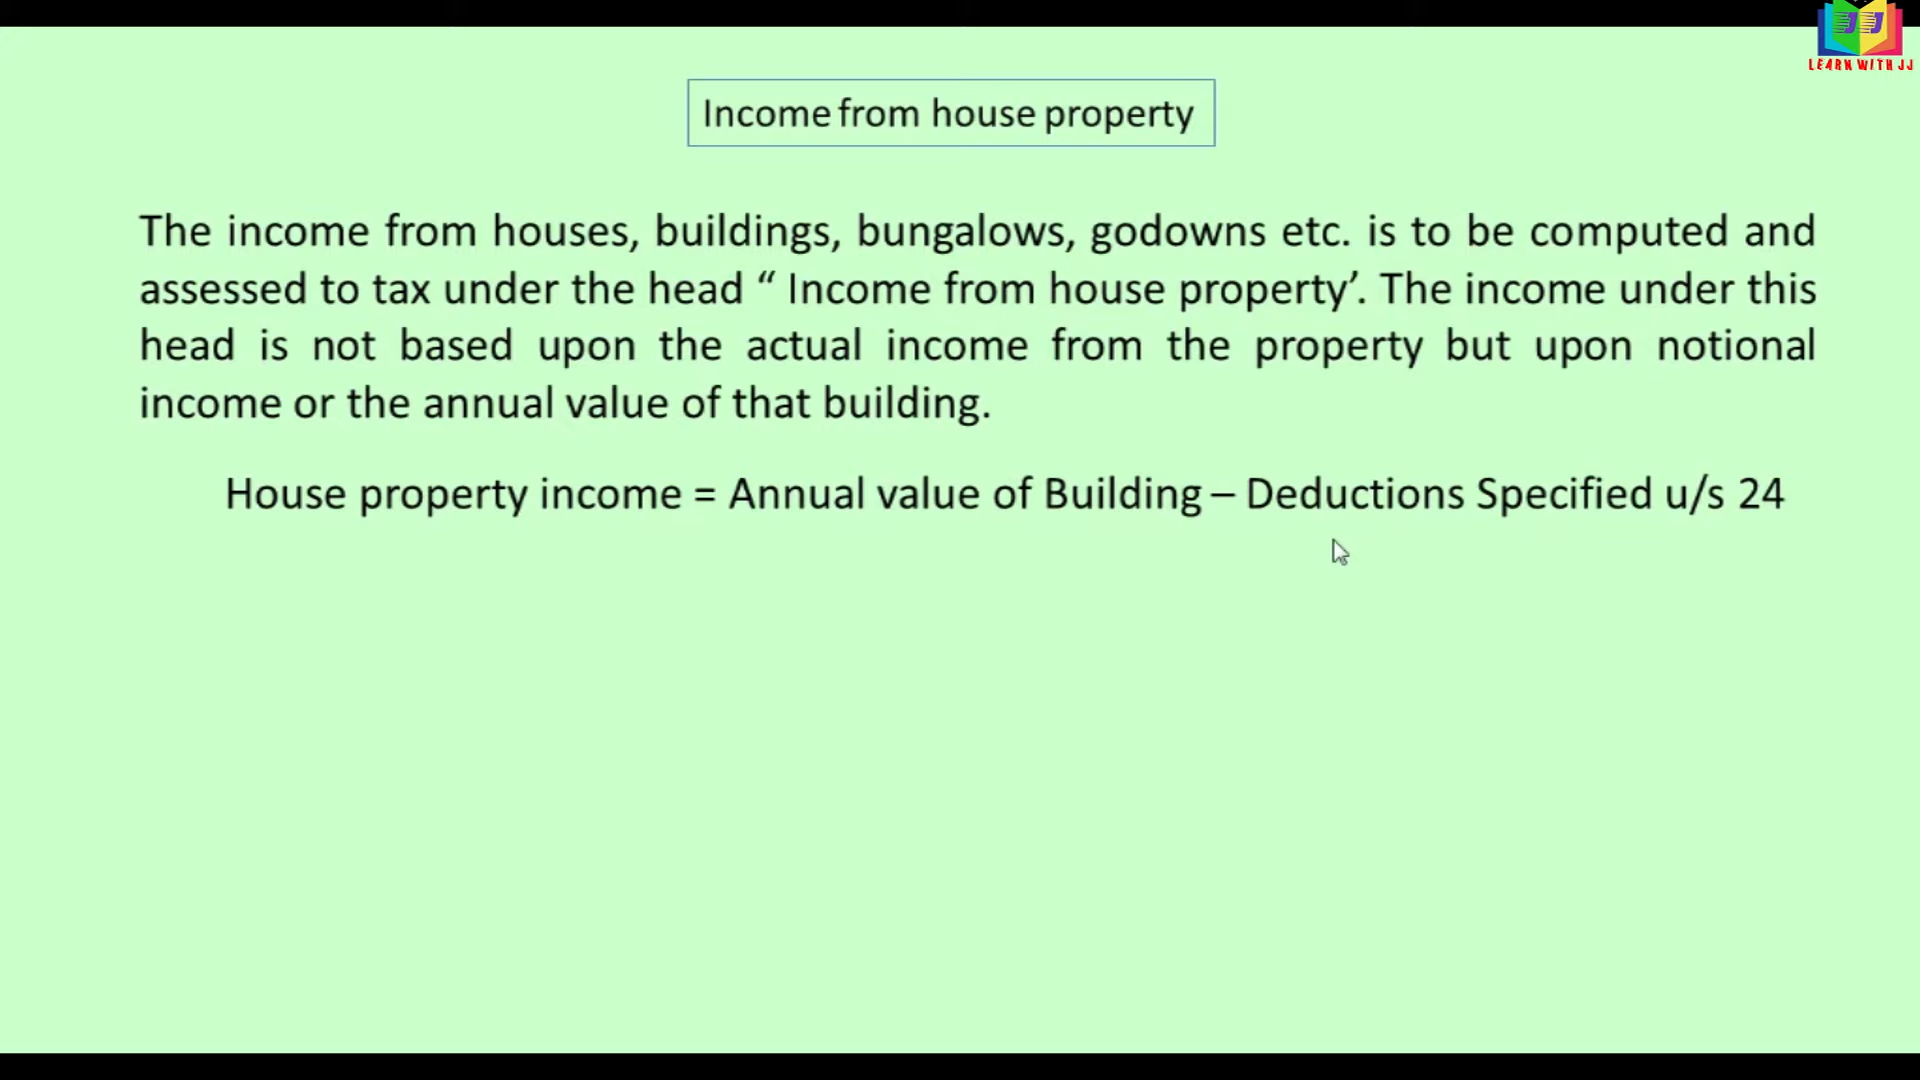 LEARN WITH JJ
Income from house property
The income from houses, buildings, bungalows, godowns etc. is to be computed and
assessed to tax under the head “ Income from house property’. The income under this
head is not based upon the actual income from the property but upon notional
income or the annual value of that building.
House property income = Annual value of Building – Deductions Specified u/s 24